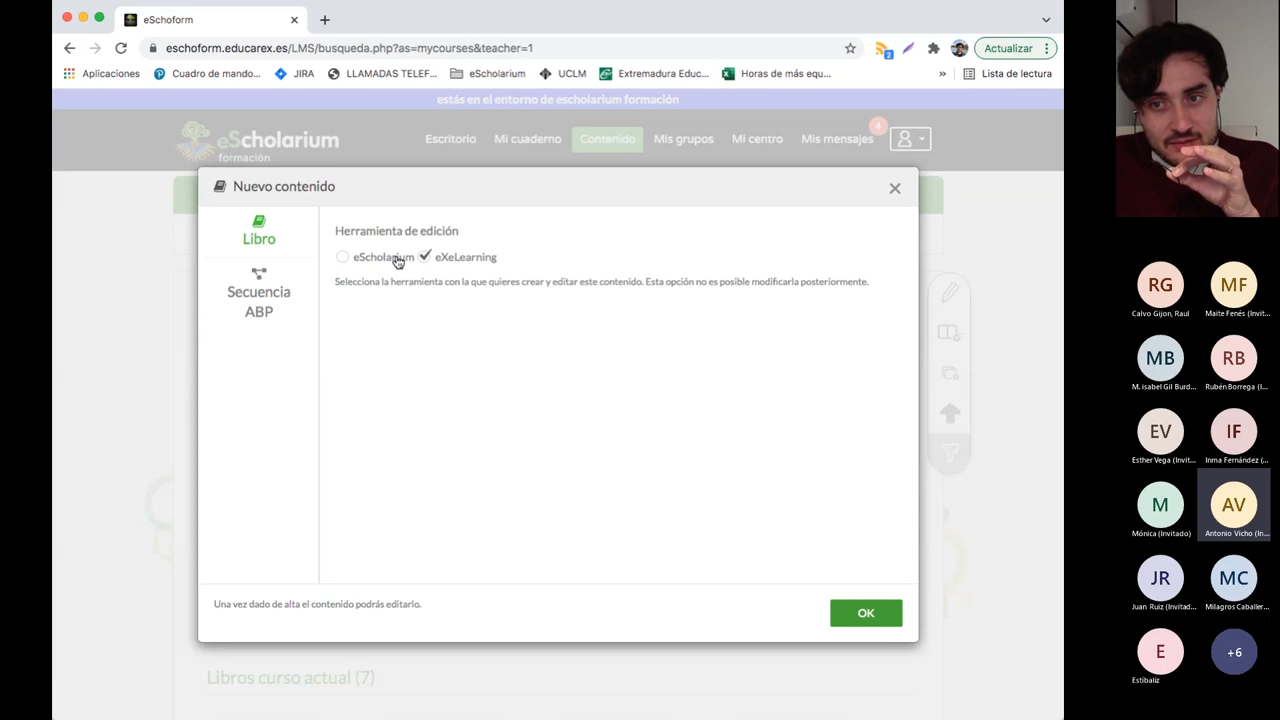 eSchoform
eschoform.educarex.es/LMS/busqueda.php?as=mycourses&teacher=1
2
Actualizar
Aplicaciones
Cuadro de mando...
JIRA
LLAMADAS TELEF...
eScholarium
UCLM
Extremadura Educ...
Horas de más equ...
»
Lista de lectura
estás en el entorno de escholarium formación
eScholarium
formación
Escritorio
Mi cuaderno
Contenido
Mis grupos
Mi centro
Mis mensajes
4
Nuevo contenido
Libro
Secuencia
ABP
Herramienta de edición
eScholarium
eXeLearning
Selecciona la herramienta con la que quieres crear y editar este contenido. Esta opción no es posible modificarla posteriormente.
Una vez dado de alta el contenido podrás editarlo.
OK
Libros curso actual (7)
RG
Calvo Gijon, Raul
MF
Maite Fenés (Invit...
MB
M. isabel Gil Burd...
RB
Rubén Borrega (I...
EV
Esther Vega (Invit...
IF
Inma Fernández (...
M
Mónica (Invitado)
AV
Antonio Vicho (In...
JR
Juan Ruiz (Invitad...
MC
Milagros Caballer...
E
Estíbaliz
+6